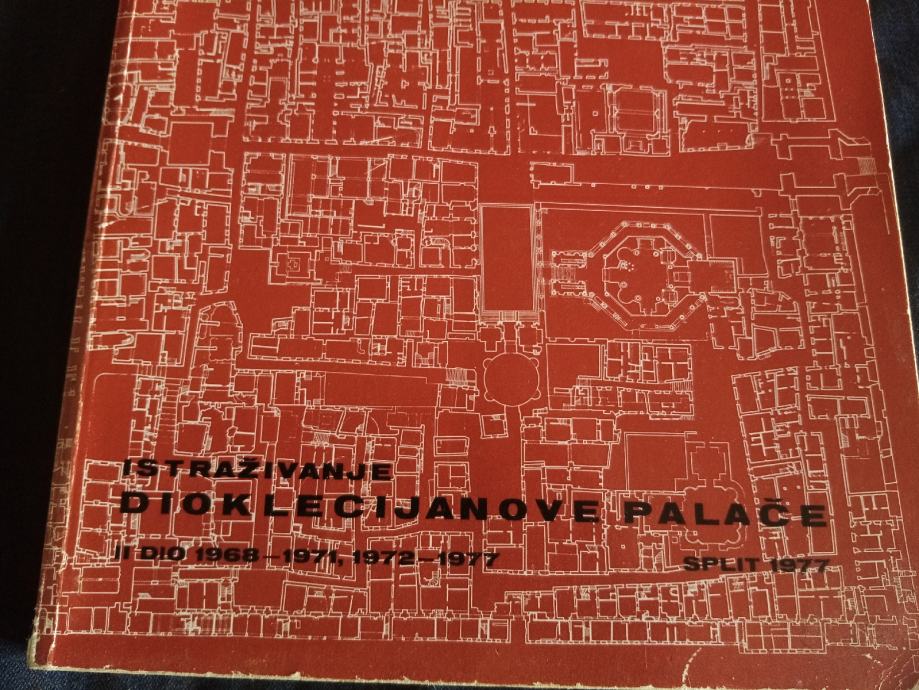 ISTRAŽIVANJE
DIOKLECIJANOVE PALAČE
II DIO 1968–1971, 1972–1977 SPLIT 1977